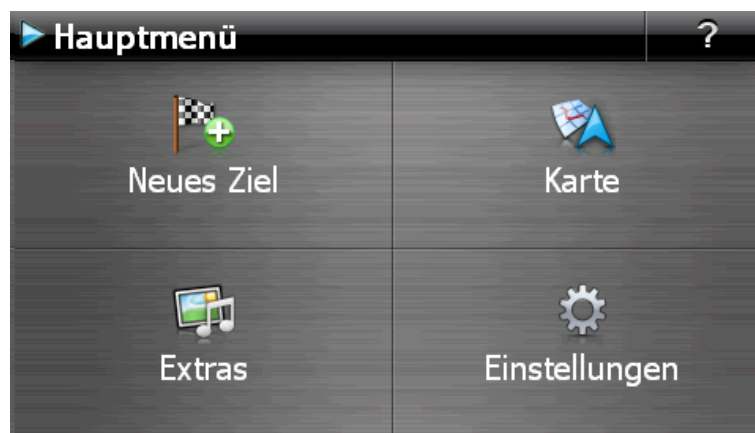 Hauptmenü ?
Neues Ziel
Karte
Extras
Einstellungen